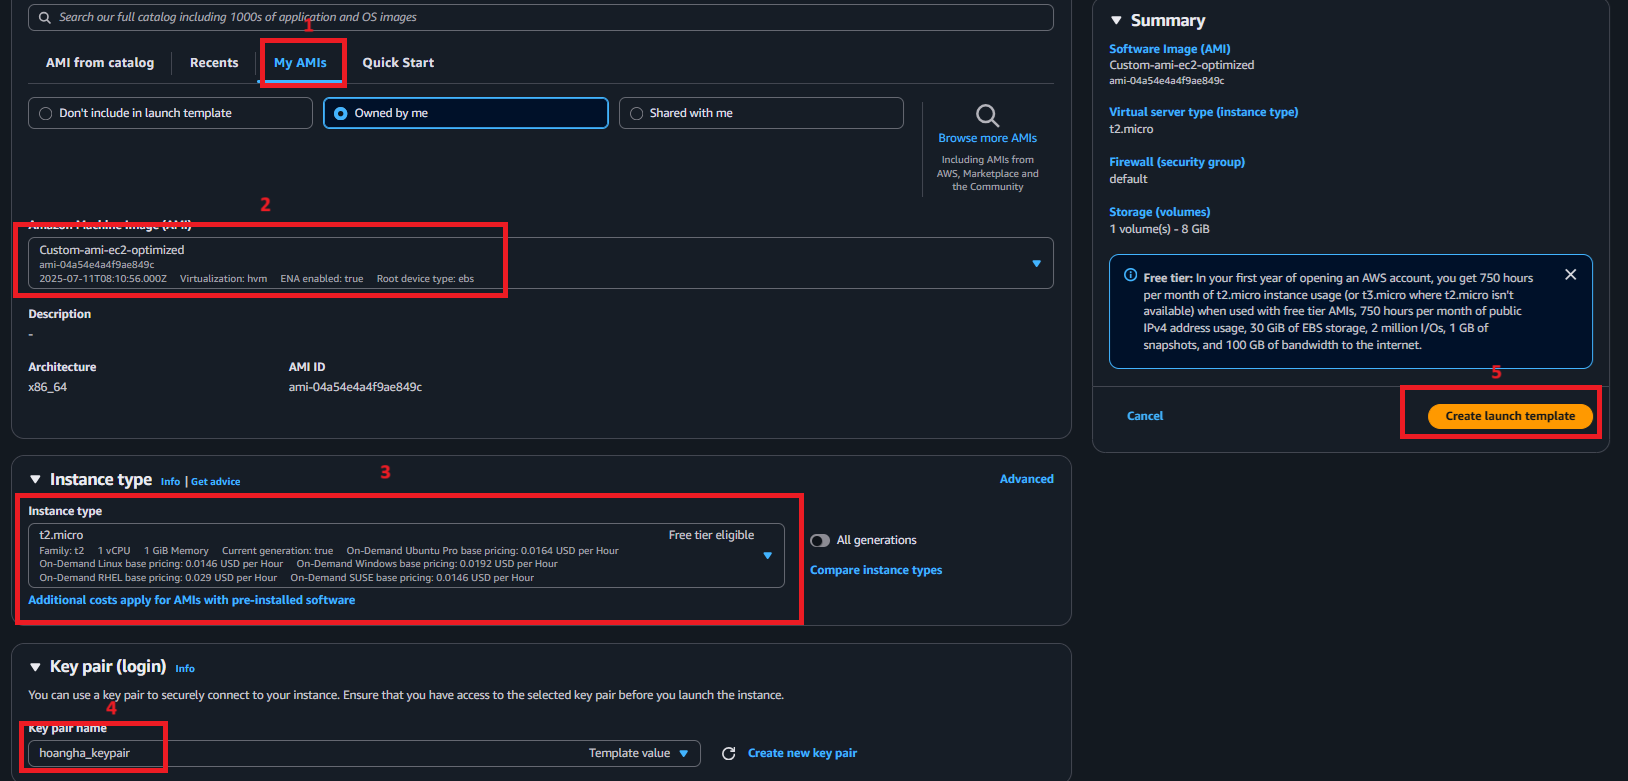 Search our full catalog including 1000s of application and OS images
1
AMI from catalog
Recents
My AMIs
Quick Start
Don't include in launch template
Owned by me
Shared with me
Browse more AMIs
Including AMIs from
AWS, Marketplace and
the Community
2
Amazon Machine Image (AMI)
Custom-ami-ec2-optimized
ami-04a54e4a4f9ae849c
2025-07-11T08:10:56.000Z Virtualization: hvm ENA enabled: true Root device type: ebs
Description
-
Architecture
AMI ID
x86_64
ami-04a54e4a4f9ae849c
3
Instance type Info | Get advice
Advanced
Instance type
t2.micro
Free tier eligible
Family: t2 1 vCPU 1 GiB Memory Current generation: true On-Demand Ubuntu Pro base pricing: 0.0164 USD per Hour
On-Demand Linux base pricing: 0.0146 USD per Hour On-Demand Windows base pricing: 0.0192 USD per Hour
On-Demand RHEL base pricing: 0.029 USD per Hour On-Demand SUSE base pricing: 0.0146 USD per Hour
All generations
Compare instance types
Additional costs apply for AMIs with pre-installed software
Key pair (login) Info
You can use a key pair to securely connect to your instance. Ensure that you have access to the selected key pair before you launch the instance.
4
Key pair name
hoangha_keypair
Template value
Create new key pair
Summary
Software Image (AMI)
Custom-ami-ec2-optimized
ami-04a54e4a4f9ae849c
Virtual server type (instance type)
t2.micro
Firewall (security group)
default
Storage (volumes)
1 volume(s) - 8 GiB
Free tier: In your first year of opening an AWS account, you get 750 hours
per month of t2.micro instance usage (or t3.micro where t2.micro isn't
available) when used with free tier AMIs, 750 hours per month of public
IPv4 address usage, 30 GiB of EBS storage, 2 million I/Os, 1 GB of
snapshots, and 100 GB of bandwidth to the internet.
5
Cancel
Create launch template